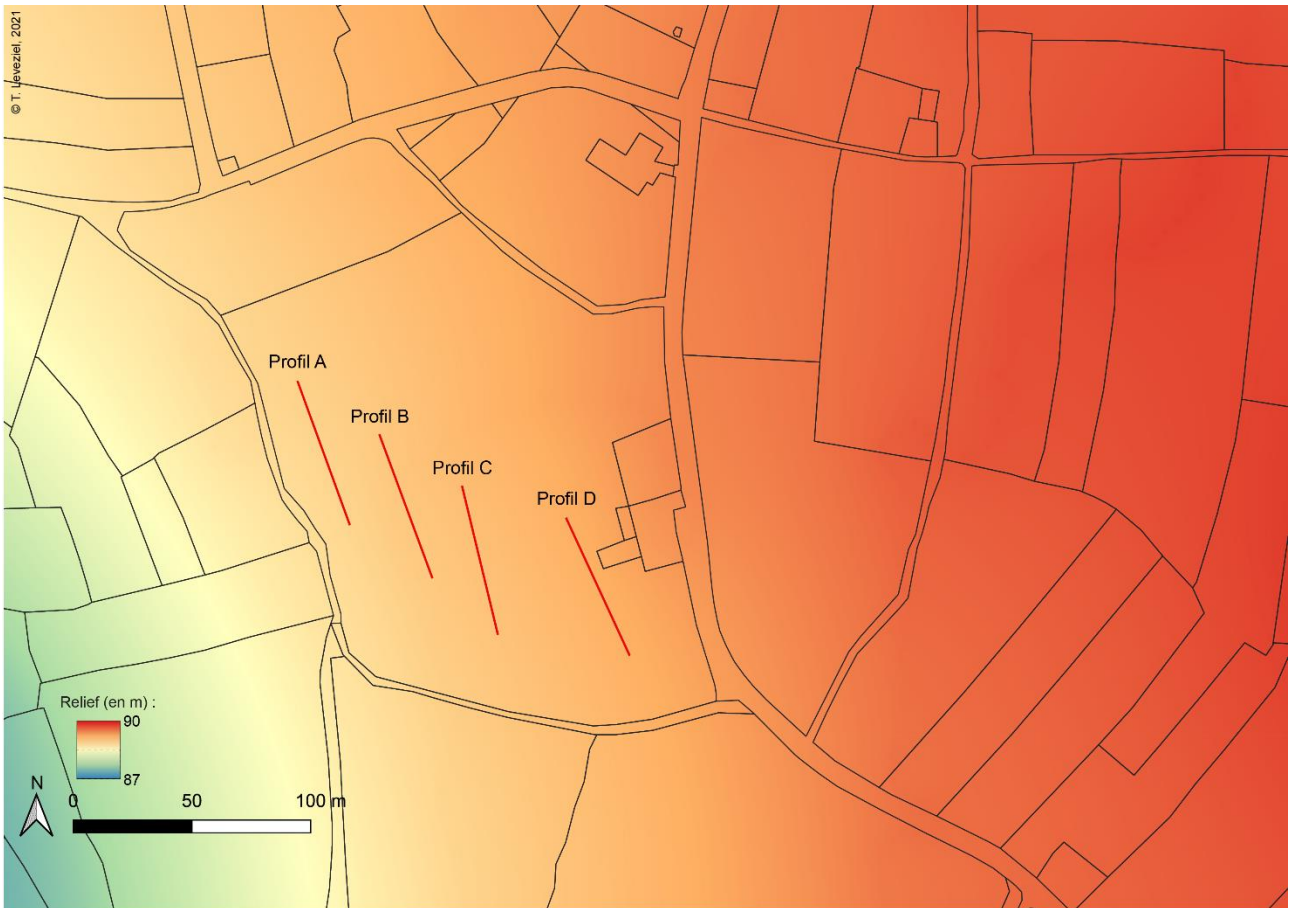 © T. Leveziel, 2021
Profil A
Profil B
Profil C
Profil D
Relief (en m) :
90
87
N
0 50 100 m